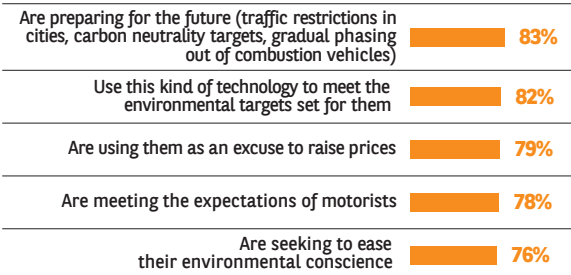 Are preparing for the future (traffic restrictions in
cities, carbon neutrality targets, gradual phasing
out of combustion vehicles)
83%
Use this kind of technology to meet the
environmental targets set for them
82%
Are using them as an excuse to raise prices
79%
Are meeting the expectations of motorists
78%
Are seeking to ease
their environmental conscience
76%